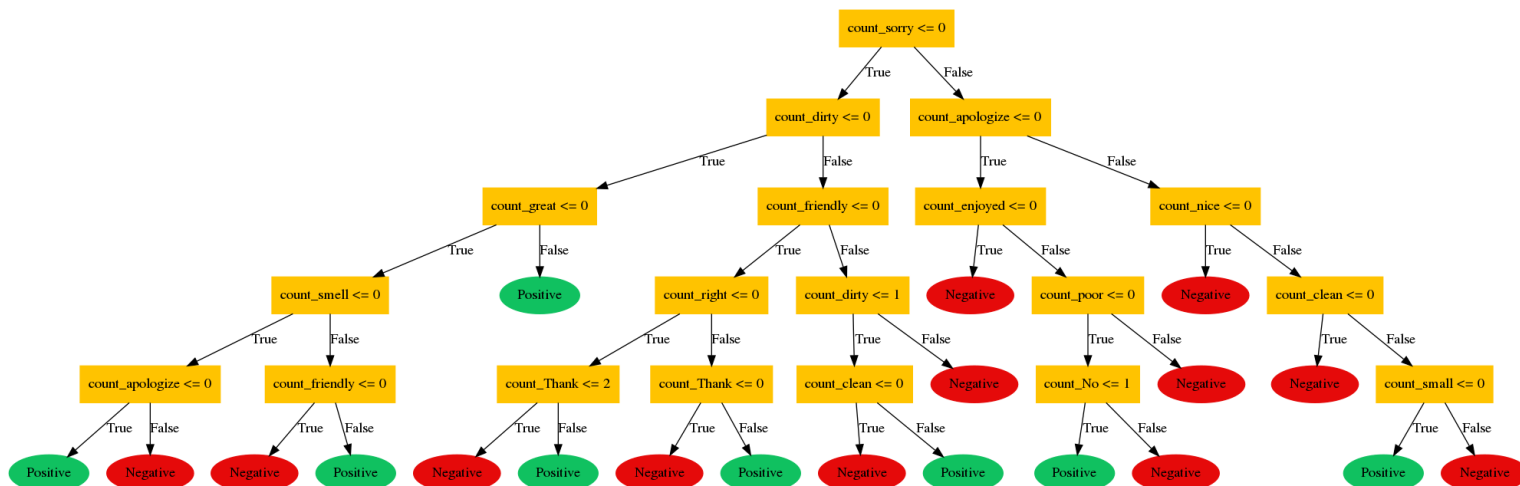 count_sorry <= 0
True
False
count_dirty <= 0
count_apologize <= 0
True
False
True
False
count_great <= 0
count_friendly <= 0
count_enjoyed <= 0
count_nice <= 0
True
False
True
False
True
False
True
False
count_smell <= 0
Positive
count_right <= 0
count_dirty <= 1
Negative
count_poor <= 0
Negative
count_clean <= 0
True
False
True
False
True
False
True
False
True
False
count_apologize <= 0
count_friendly <= 0
count_Thank <= 2
count_Thank <= 0
count_clean <= 0
Negative
count_No <= 1
Negative
Negative
count_small <= 0
True
False
True
False
True
False
True
False
True
False
True
False
True
False
Positive
Negative
Negative
Positive
Negative
Positive
Negative
Positive
Negative
Positive
Positive
Negative
Positive
Negative